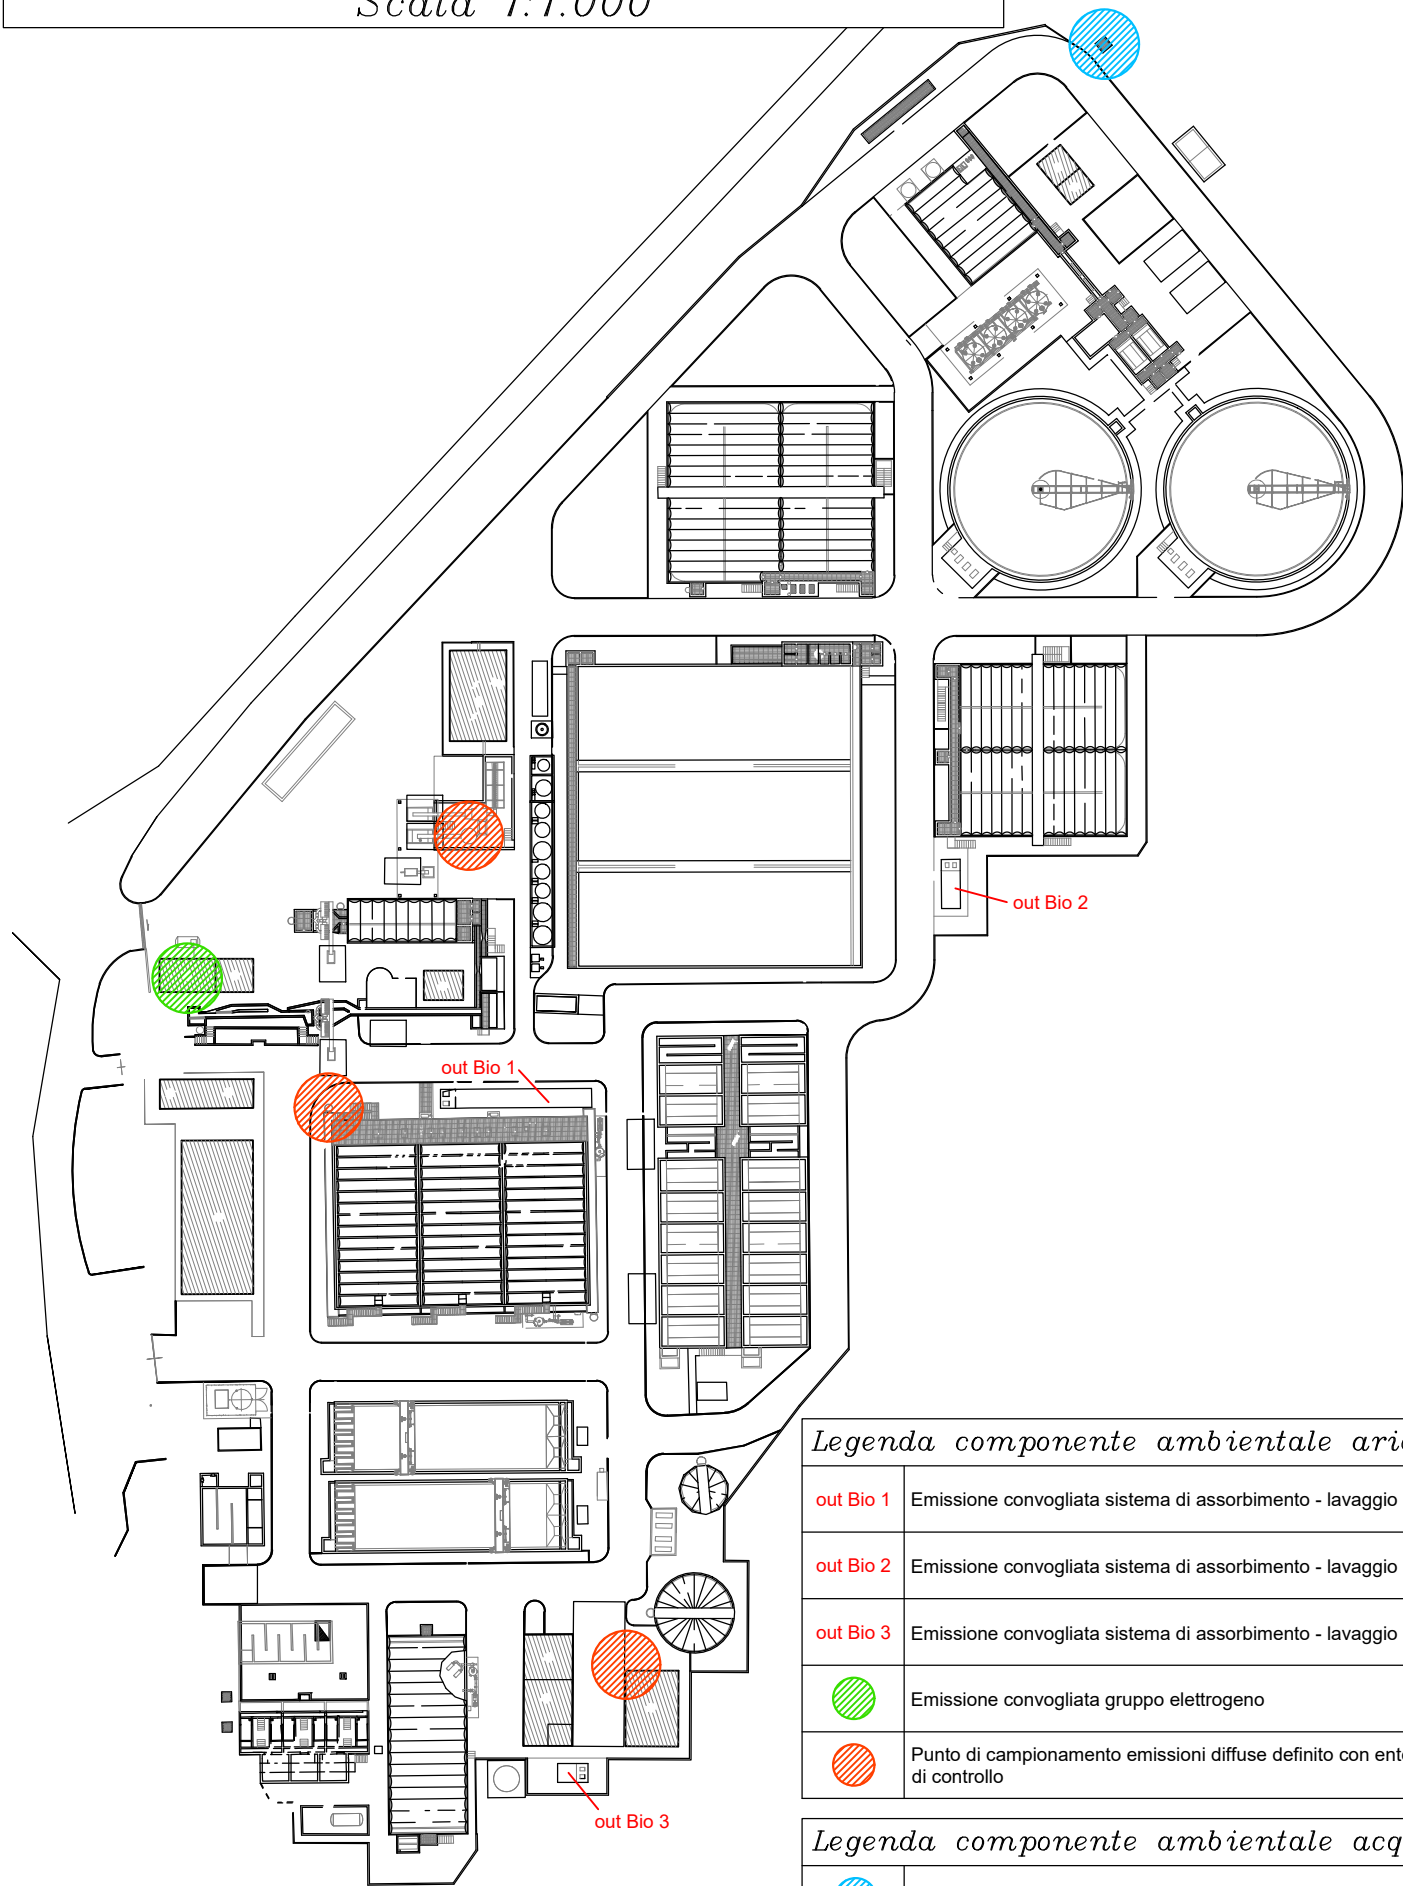 Scala 1:1.000
out Bio 2
out Bio 1
out Bio 3
Legenda componente ambientale
out Bio 1 Emissione convogliata sistema di assorbimento - lavaggio
out Bio 2 Emissione convogliata sistema di assorbimento - lavaggio
out Bio 3 Emissione convogliata sistema di assorbimento - lavaggio
Emissione convogliata gruppo elettrogeno
Punto di campionamento emissioni diffuse definito con
di controllo
Legenda componente ambientale